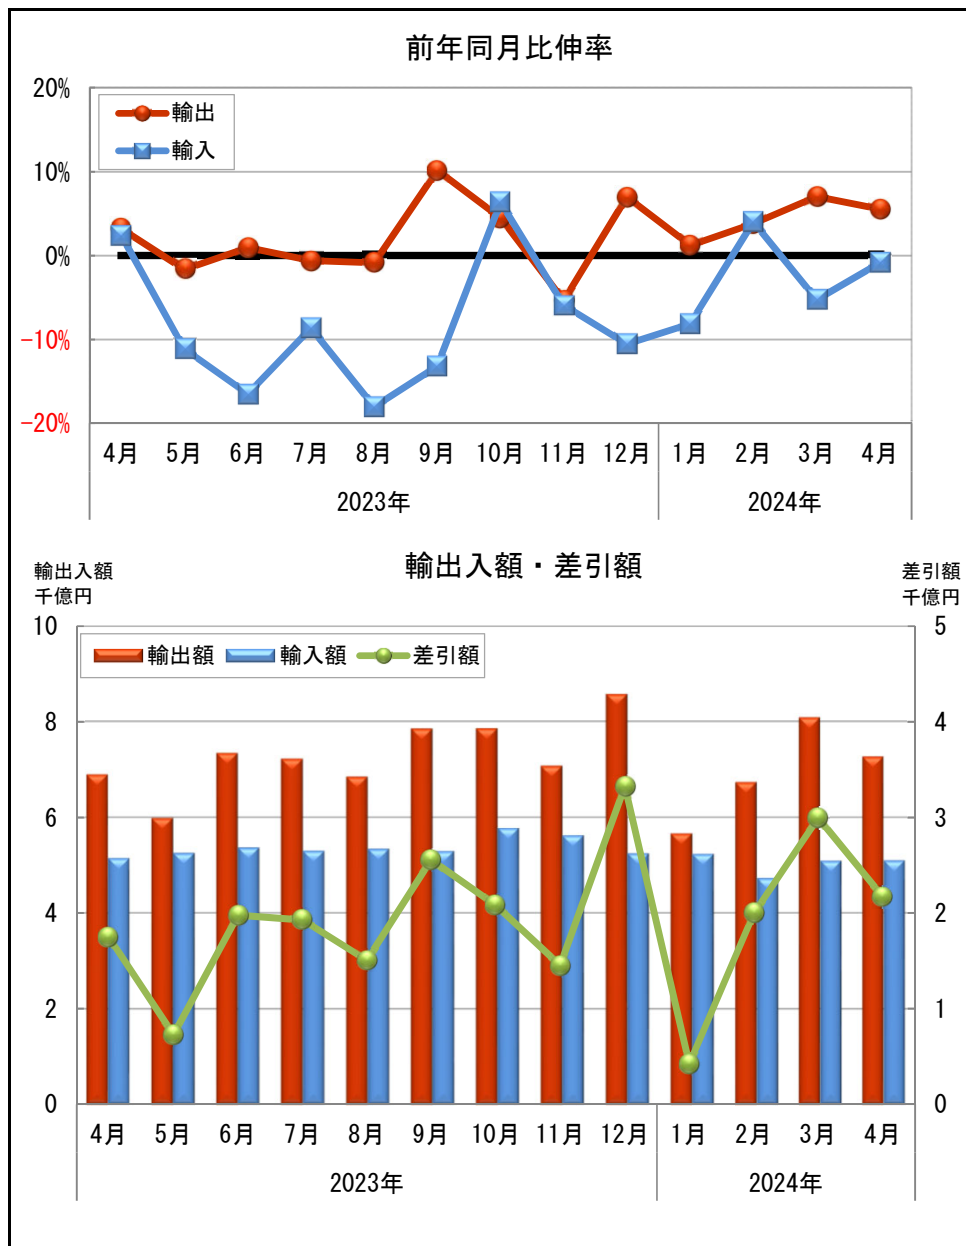 前年同月比伸率
20%
10%
0%
-10%
-20%
輸出
輸入
4月 5月 6月 7月 8月 9月 10月 11月 12月 1月 2月 3月 4月
2023年 2024年
輸出入額・差引額
輸出入額
千億円
差引額
千億円
輸出額 輸入額 差引額
10 5
8 4
6 3
4 2
2 1
0 0
4月 5月 6月 7月 8月 9月 10月 11月 12月 1月 2月 3月 4月
2023年 2024年